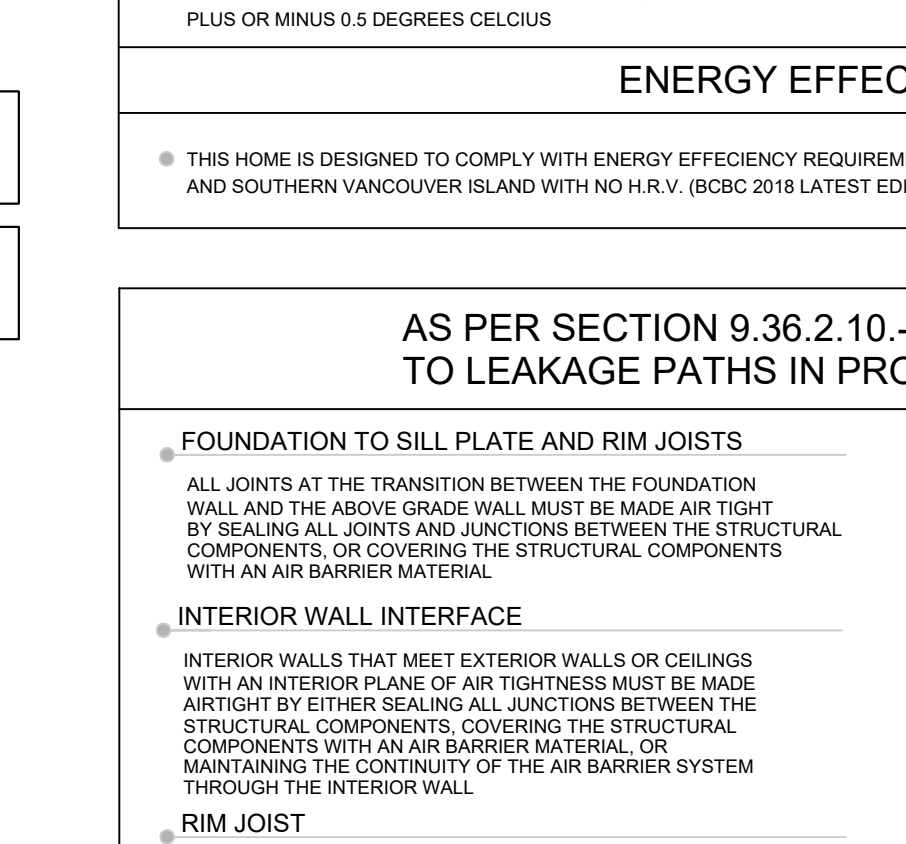 PLUS OR MINUS 0.5 DEGREES CELCIUS
ENERGY EFFEC
THIS HOME IS DESIGNED TO COMPLY WITH ENERGY EFFECIENCY REQUIREM
AND SOUTHERN VANCOUVER ISLAND WITH NO H.R.V. (BCBC 2018 LATEST EDI
AS PER SECTION 9.36.2.10.-
TO LEAKAGE PATHS IN PRO
FOUNDATION TO SILL PLATE AND RIM JOISTS
ALL JOINTS AT THE TRANSITION BETWEEN THE FOUNDATION
WALL AND THE ABOVE GRADE WALL MUST BE MADE AIR TIGHT
BY SEALING ALL JOINTS AND JUNCTIONS BETWEEN THE STRUCTURAL
COMPONENTS, OR COVERING THE STRUCTURAL COMPONENTS
WITH AN AIR BARRIER MATERIAL
INTERIOR WALL INTERFACE
INTERIOR WALLS THAT MEET EXTERIOR WALLS OR CEILINGS
WITH AN INTERIOR PLANE OF AIR TIGHTNESS MUST BE MADE
AIRTIGHT BY EITHER SEALING ALL JUNCTIONS BETWEEN THE
STRUCTURAL COMPONENTS, COVERING THE STRUCTURAL
COMPONENTS WITH AN AIR BARRIER MATERIAL, OR
MAINTAINING THE CONTINUITY OF THE AIR BARRIER SYSTEM
THROUGH THE INTERIOR WALL
RIM JOIST